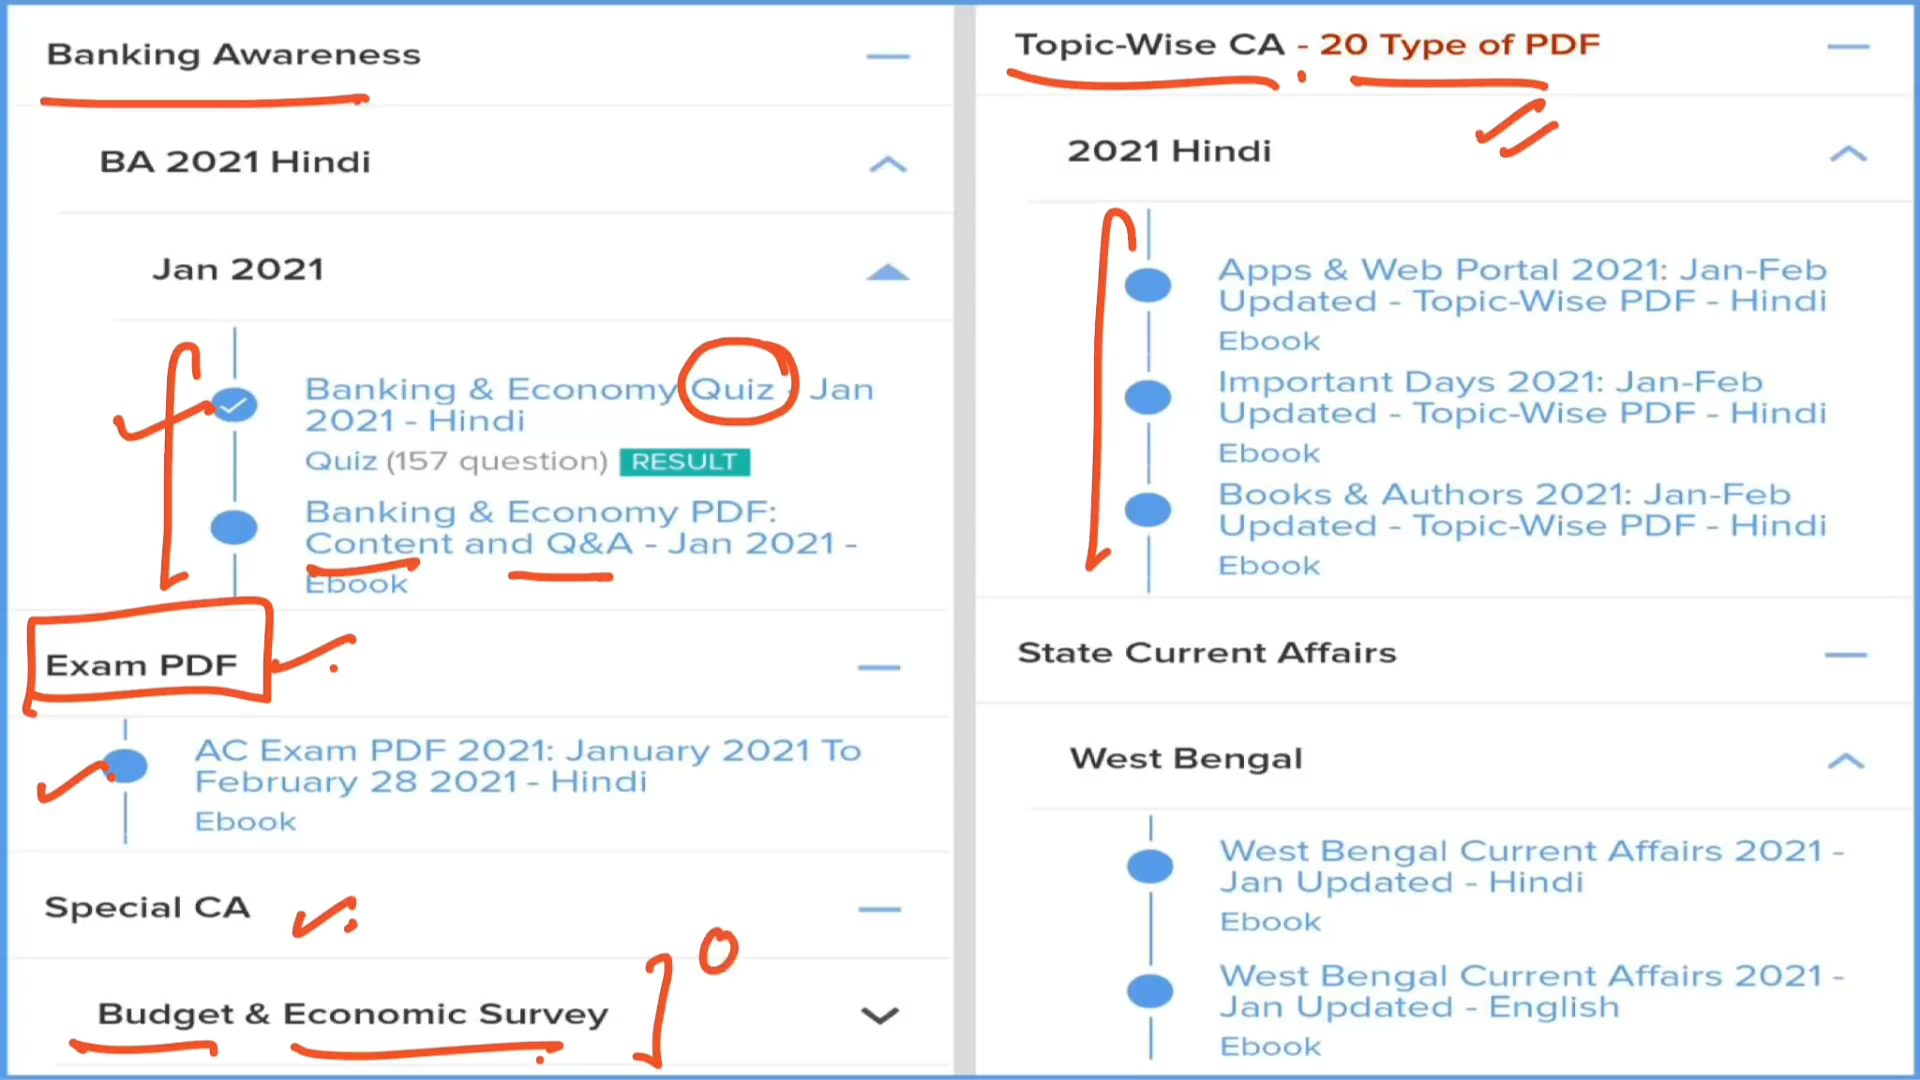 Banking Awareness
BA 2021 Hindi
Jan 2021
Banking & Economy Quiz - Jan
2021 - Hindi
Quiz (157 question) RESULT
Banking & Economy PDF:
Content and Q&A - Jan 2021 -
Ebook
Exam PDF
AC Exam PDF 2021: January 2021 To
February 28 2021 - Hindi
Ebook
Special CA
Budget & Economic Survey
Topic-Wise CA - 20 Type of PDF
2021 Hindi
Apps & Web Portal 2021: Jan-Feb
Updated - Topic-Wise PDF - Hindi
Ebook
Important Days 2021: Jan-Feb
Updated - Topic-Wise PDF - Hindi
Ebook
Books & Authors 2021: Jan-Feb
Updated - Topic-Wise PDF - Hindi
Ebook
State Current Affairs
West Bengal
West Bengal Current Affairs 2021 -
Jan Updated - Hindi
Ebook
West Bengal Current Affairs 2021 -
Jan Updated - English
Ebook